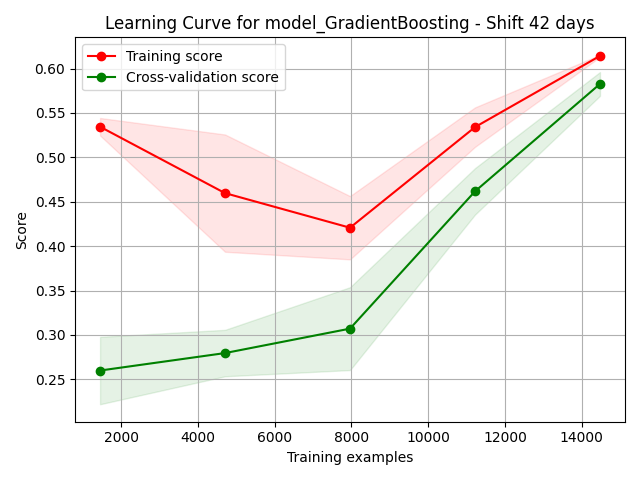 Learning Curve for model_GradientBoosting - Shift 42 days
Training score
Cross-validation score
Score
0.60
0.55
0.50
0.45
0.40
0.35
0.30
0.25
2000 4000 6000 8000 10000 12000 14000
Training examples